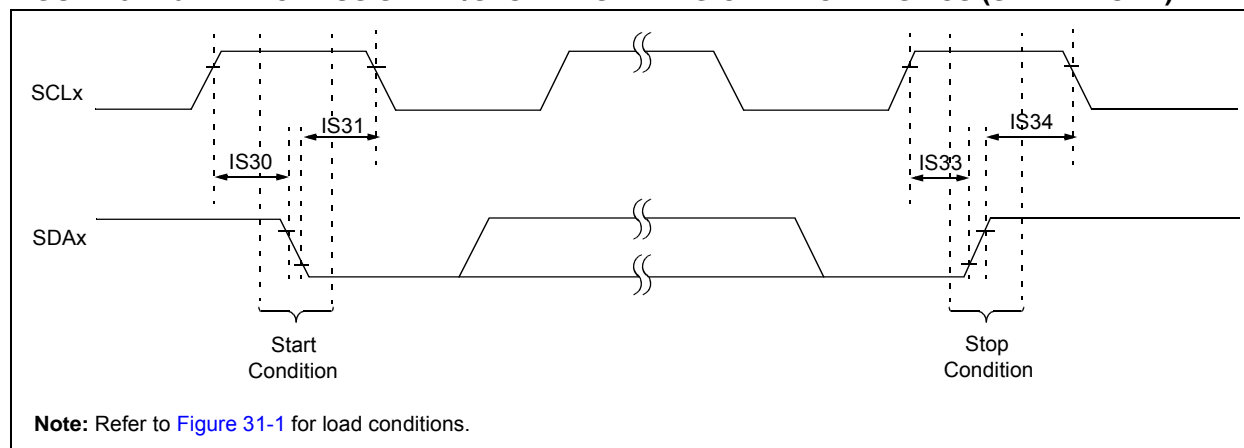 SCLx
IS31
IS34
IS30
IS33
SDAx
Start
Condition
Stop
Condition
Note: Refer to Figure 31-1 for load conditions.